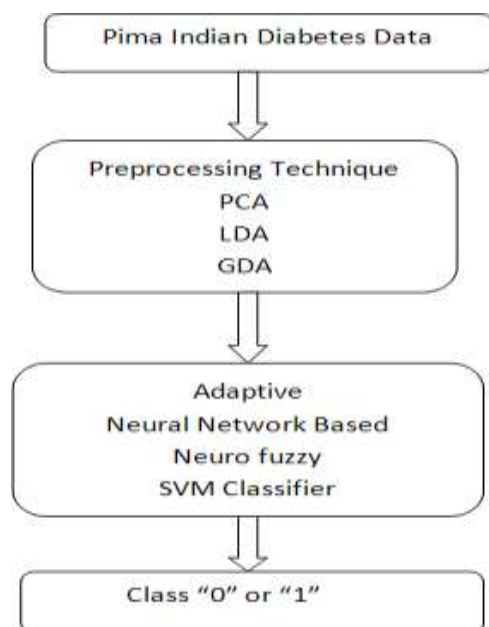 Pima Indian Diabetes Data
Preprocessing Technique
PCA
LDA
GDA
Adaptive
Neural Network Based
Neuro fuzzy
SVM Classifier
Class “0” or “1”